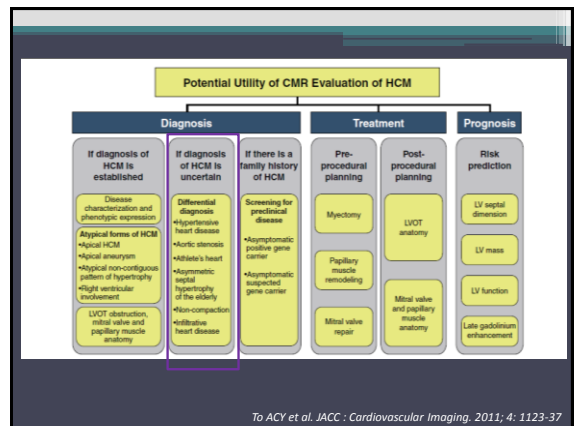 Potential Utility of CMR Evaluation of HCM
Diagnosis
Treatment
Prognosis
If diagnosis of
HCM is
established
Disease
characterization and
phenotypic expression
Atypical forms of HCM
•Apical HCM
•Apical aneurysm
•Atypical non-contiguous
pattern of hypertrophy
•Right ventricular
involvement
LVOT obstruction,
mitral valve and
papillary muscle
anatomy
If diagnosis
of HCM is
uncertain
Differential
diagnosis
•Hypertensive
heart disease
•Aortic stenosis
•Athlete's heart
•Asymmetric
septal
hypertrophy
of the elderly
•Non-compaction
•Infiltrative
heart disease
If there is a
family history
of HCM
Screening for
preclinical
disease
•Asymptomatic
positive gene
carrier
•Asymptomatic
suspected
gene carrier
Pre-
procedural
planning
Myectomy
Papillary
muscle
remodeling
Mitral valve
repair
Post-
procedural
planning
LVOT
anatomy
Mitral valve
and papillary
muscle
anatomy
Risk
prediction
LV septal
dimension
LV mass
LV function
Late gadolinium
enhancement
To ACY et al. JACC : Cardiovascular Imaging. 2011; 4: 1123-37